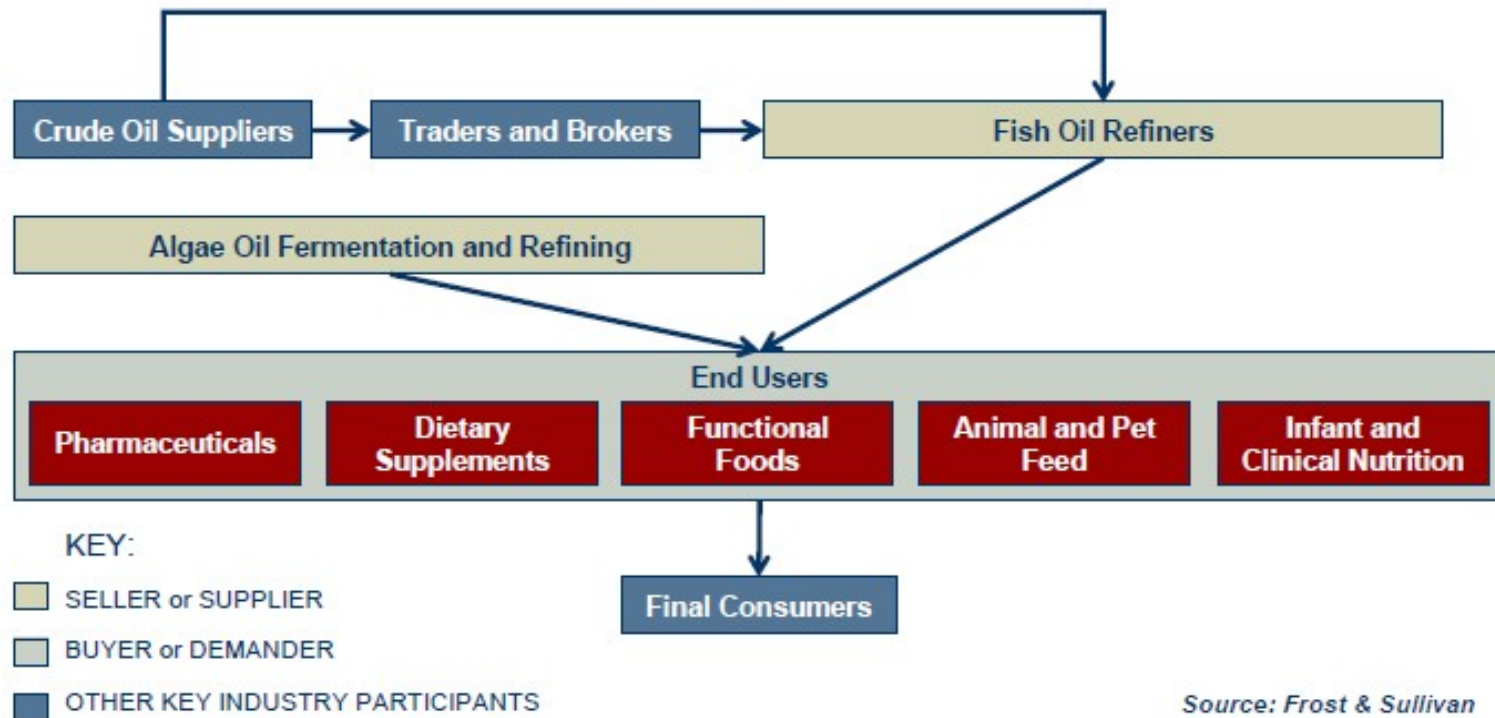 Crude Oil Suppliers
Traders and Brokers
Fish Oil Refiners
Algae Oil Fermentation and Refining
End Users
Pharmaceuticals
Dietary
Supplements
Functional
Foods
Animal and Pet
Feed
Infant and
Clinical Nutrition
Final Consumers
KEY:
SELLER or SUPPLIER
BUYER or DEMANDER
OTHER KEY INDUSTRY PARTICIPANTS
Source: Frost & Sullivan